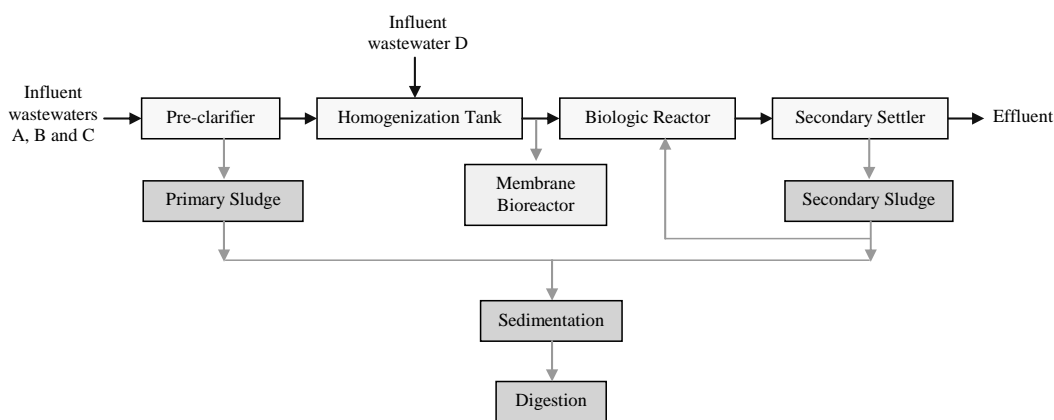 Influent
wastewater D
Influent
wastewaters
A, B and C
Pre-clarifier
Homogenization Tank
Biologic Reactor
Secondary Settler
Effluent
Membrane
Bioreactor
Primary Sludge
Secondary Sludge
Sedimentation
Digestion